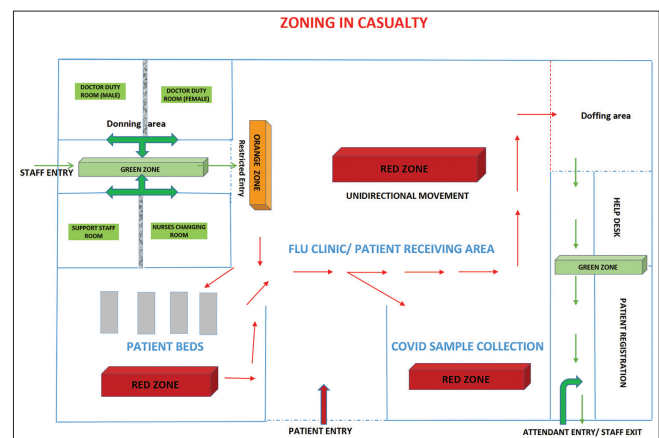 ZONING IN CASUALTY
DOCTOR DUTY
ROOM (MALE)
DOCTOR DUTY
ROOM (FEMALE)
Donning area
STAFF ENTRY
GREEN ZONE
Restricted Entry
ORANGE ZONE
RED ZONE
UNIDIRECTIONAL MOVEMENT
Doffing area
SUPPORT STAFF
ROOM
NURSES CHANGING
ROOM
HELP DESK
FLU CLINIC/ PATIENT RECEIVING AREA
GREEN ZONE
PATIENT BEDS
COVID SAMPLE COLLECTION
PATIENT REGISTRATION
RED ZONE
RED ZONE
PATIENT ENTRY
ATTENDANT ENTRY/ STAFF EXIT